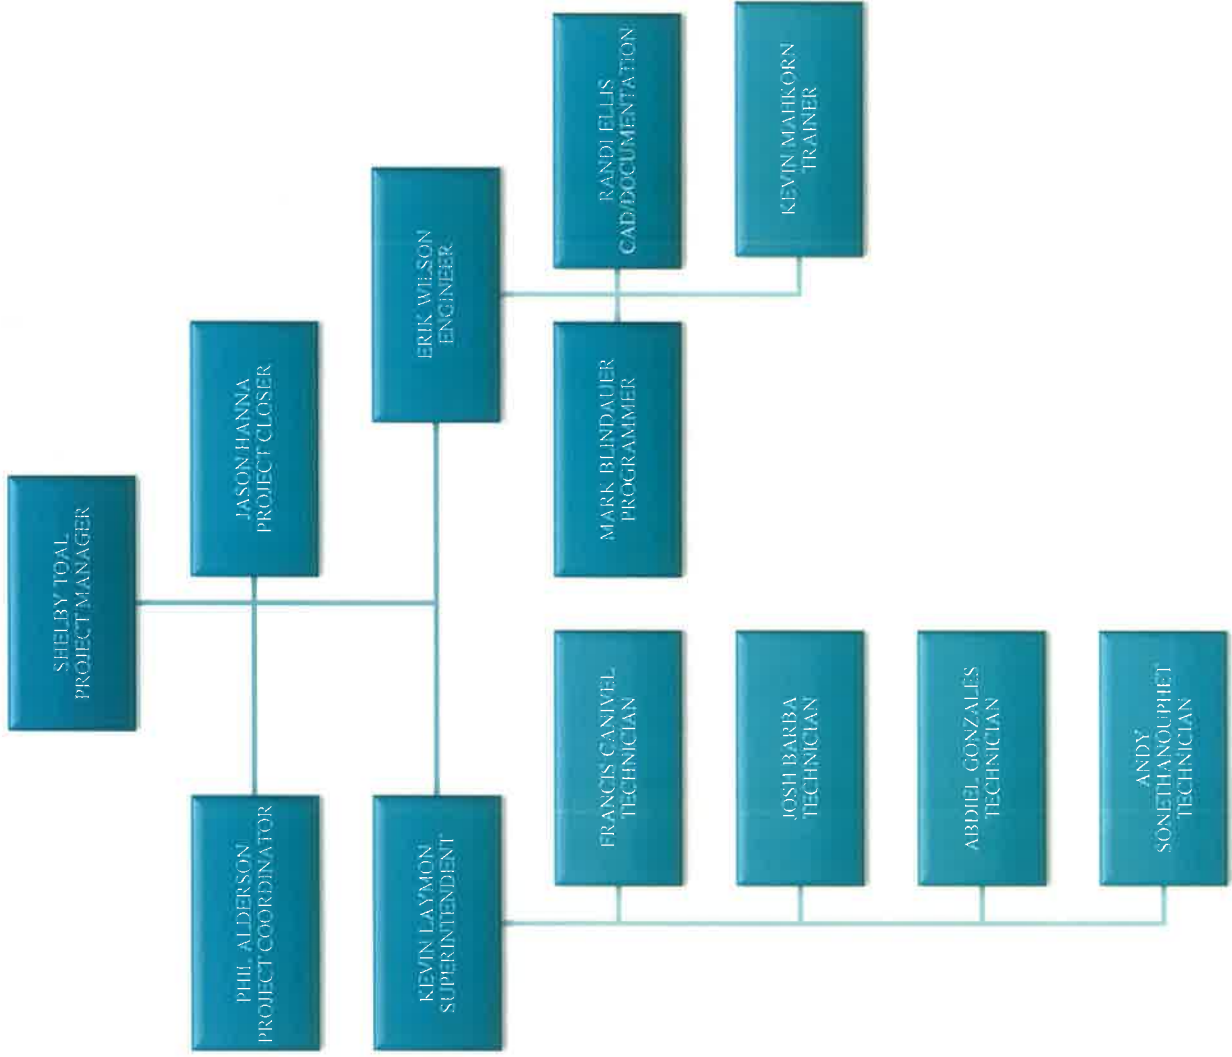 SHELBY TOAL
PROJECT MANAGER
PHIL ALDERSON
PROJECT COORDINATOR
JASON HANNA
PROJECT CLOSER
KEVIN LAYMON
SUPERINTENDENT
ERIK WILSON
ENGINEER
FRANCIS CANIVEL
TECHNICIAN
JOSH BARBA
TECHNICIAN
ABDIEL GONZALES
TECHNICIAN
ANDY
SONETHANOUPHET
TECHNICIAN
MARK BLINDAUER
PROGRAMMER
RANDI ELLIS
CAD/DOCUMENTATION
KEVIN MAHKORN
TRAINER